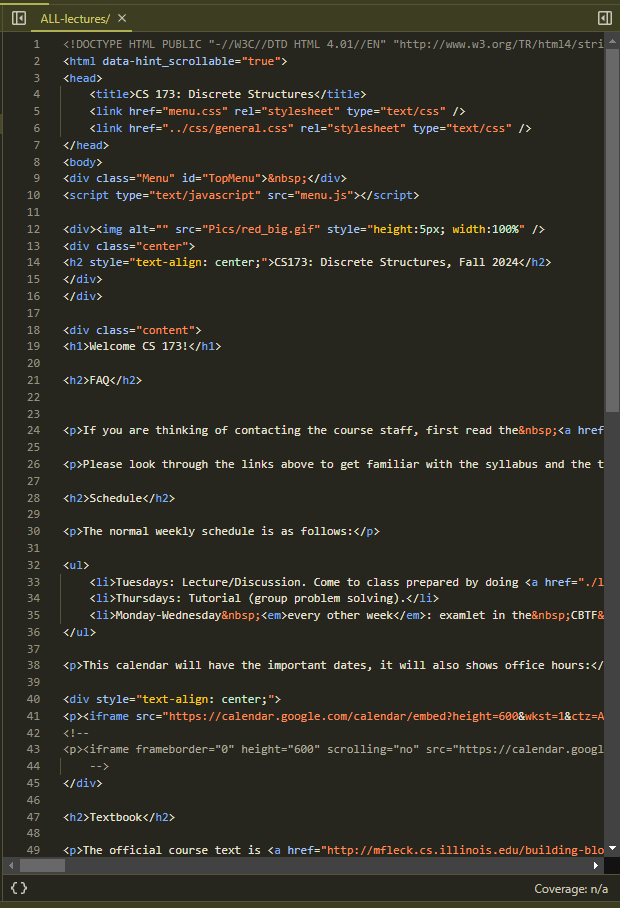 ALL-lectures/ ×
1 <!DOCTYPE HTML PUBLIC "-//W3C//DTD HTML 4.01//EN" "http://www.w3.org/TR/html4/stri
2 <html data-hint_scrollable="true">
3 <head>
4 <title>CS 173: Discrete Structures</title>
5 <link href="menu.css" rel="stylesheet" type="text/css" />
6 <link href="../css/general.css" rel="stylesheet" type="text/css" />
7 </head>
8 <body>
9 <div class="Menu" id="TopMenu">&nbsp;</div>
10 <script type="text/javascript" src="menu.js"></script>
11
12 <div><img alt="" src="Pics/red_big.gif" style="height:5px; width:100%" />
13 <div class="center">
14 <h2 style="text-align: center;">CS173: Discrete Structures, Fall 2024</h2>
15 </div>
16 </div>
17
18 <div class="content">
19 <h1>Welcome CS 173!</h1>
20
21 <h2>FAQ</h2>
22
23
24 <p>If you are thinking of contacting the course staff, first read the&nbsp;<a href
25
26 <p>Please look through the links above to get familiar with the syllabus and the t
27
28 <h2>Schedule</h2>
29
30 <p>The normal weekly schedule is as follows:</p>
31
32 <ul>
33 <li>Tuesdays: Lecture/Discussion. Come to class prepared by doing <a href="./l
34 <li>Thursdays: Tutorial (group problem solving).</li>
35 <li>Monday-Wednesday&nbsp;<em>every other week</em>: examlet in the&nbsp;CBTF&
36 </ul>
37
38 <p>This calendar will have the important dates, it will also shows office hours:</
39
40 <div style="text-align: center;">
41 <p><iframe src="https://calendar.google.com/calendar/embed?height=600&wkst=1&ctz=A
42 <!--
43 <p><iframe frameborder="0" height="600" scrolling="no" src="https://calendar.googl
44 -->
45 </div>
46
47 <h2>Textbook</h2>
48
49 <p>The official course text is <a href="http://mfleck.cs.illinois.edu/building-blo
{} Coverage: n/a